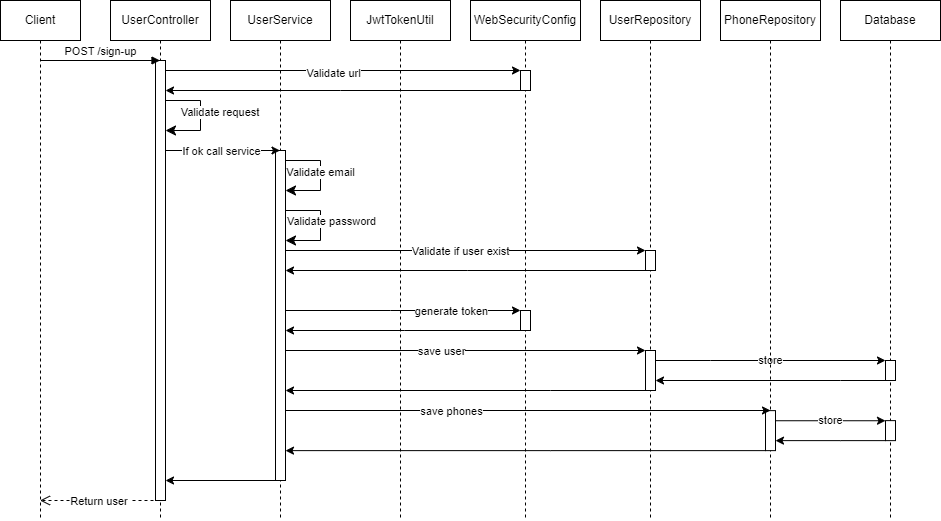 Client
UserController
UserService
JwtTokenUtil
WebSecurityConfig
UserRepository
PhoneRepository
Database
POST /sign-up
Validate url
Validate request
If ok call service
Validate email
Validate password
Validate if user exist
generate token
save user
store
save phones
store
Return user